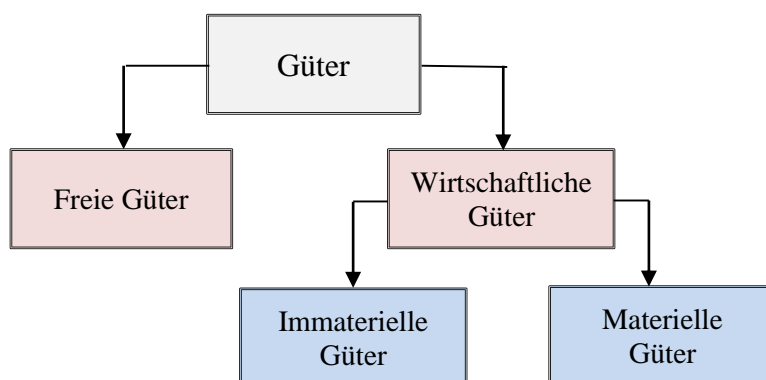 Güter
Freie Güter
Wirtschaftliche
Güter
Immaterielle
Güter
Materielle
Güter